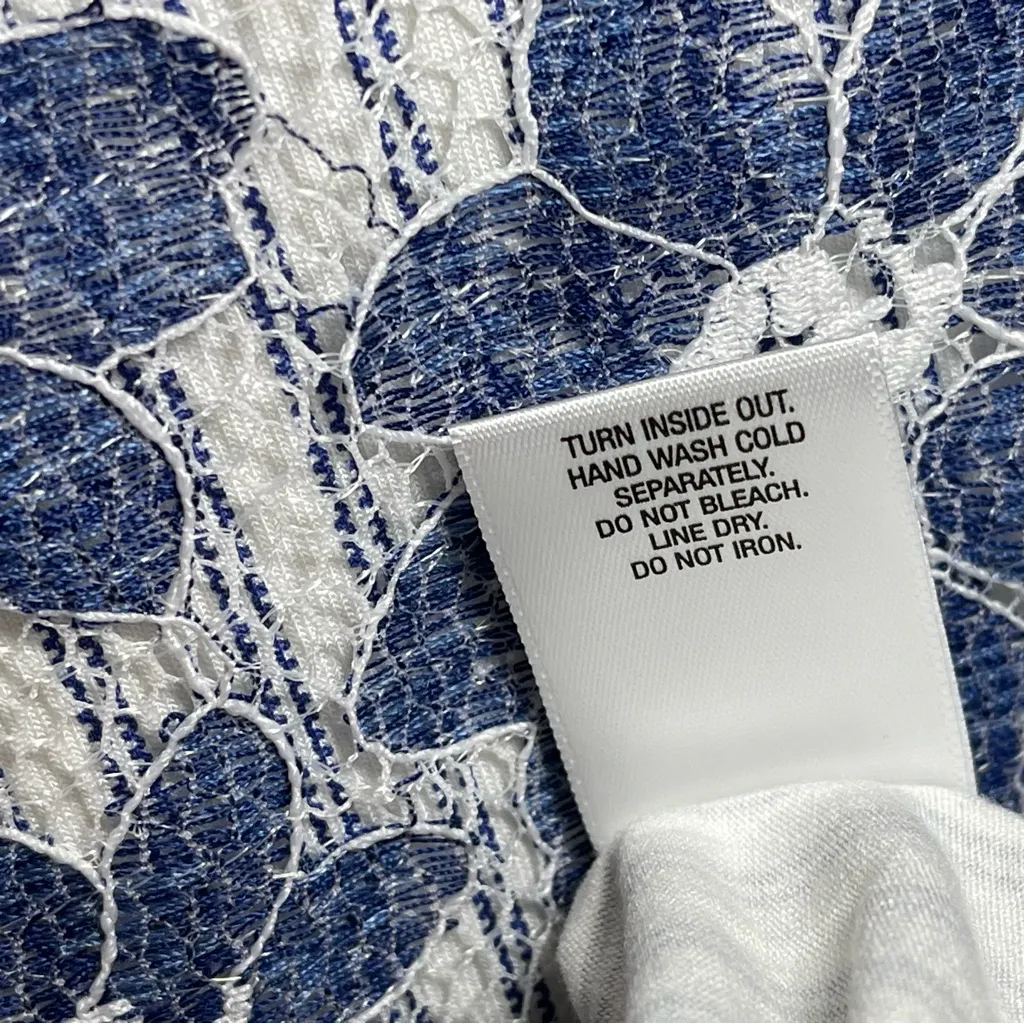 TURN INSIDE OUT.
HAND WASH COLD
SEPARATELY.
DO NOT BLEACH.
LINE DRY.
DO NOT IRON.